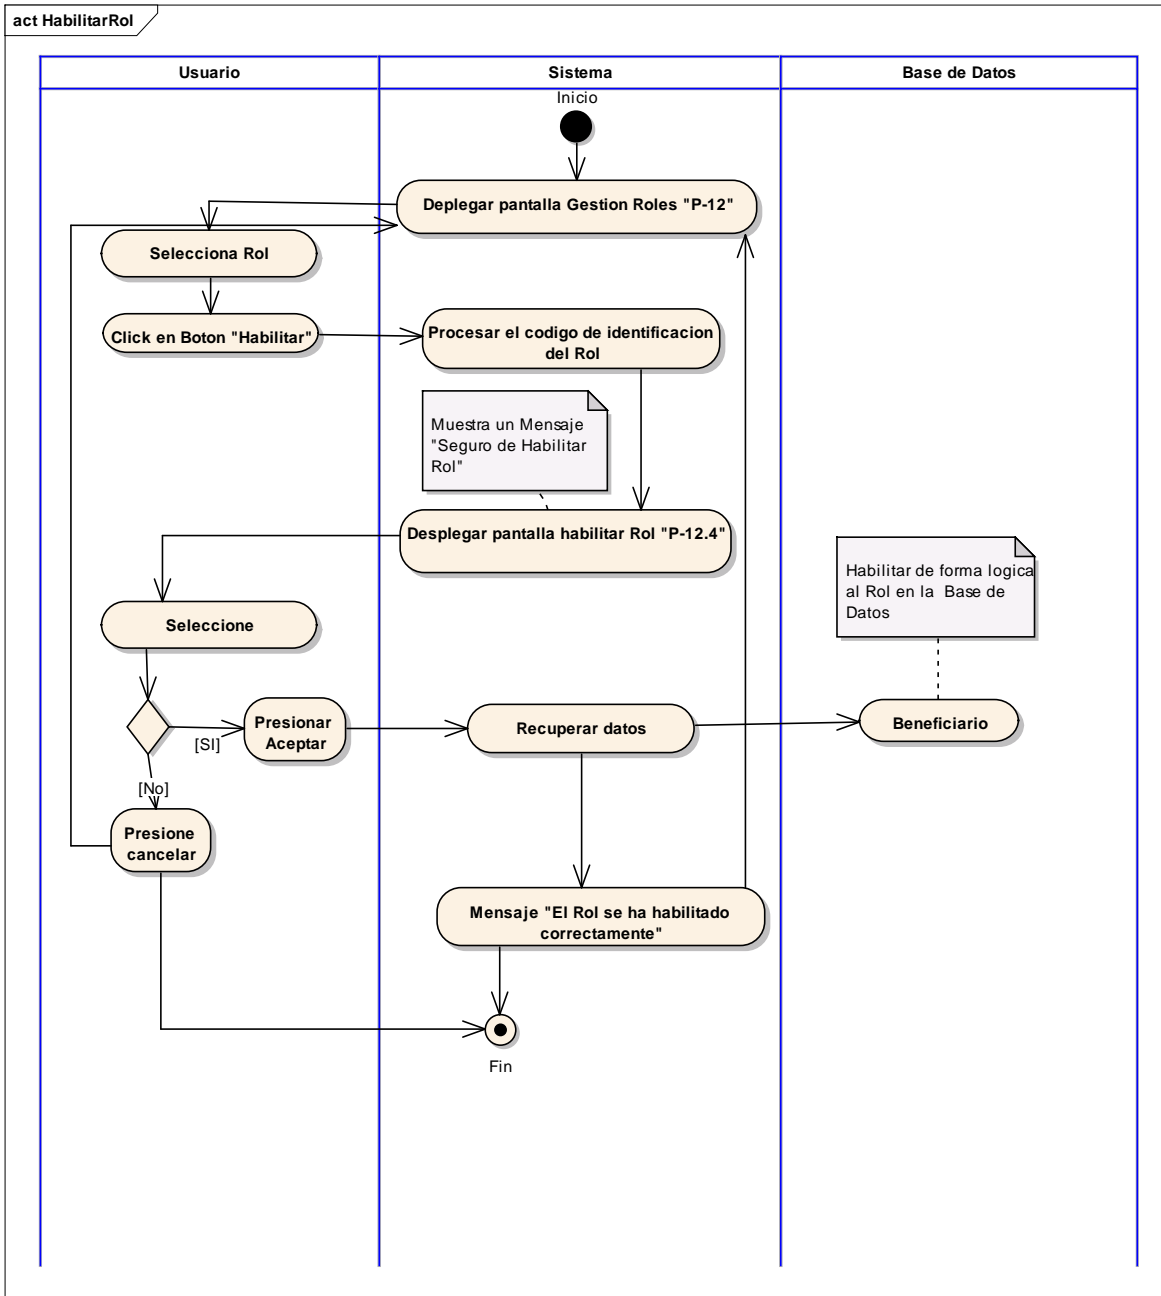 act HabilitarRol
Usuario
Sistema
Base de Datos
Inicio
Deplegar pantalla Gestion Roles "P-12"
Selecciona Rol
Click en Boton "Habilitar"
Procesar el codigo de identificacion
del Rol
Muestra un Mensaje
"Seguro de Habilitar
Rol"
Desplegar pantalla habilitar Rol "P-12.4"
Habilitar de forma logica
al Rol en la Base de
Datos
Seleccione
[SI]
Presionar
Aceptar
Recuperar datos
Beneficiario
[No]
Presione
cancelar
Mensaje "El Rol se ha habilitado
correctamente"
Fin